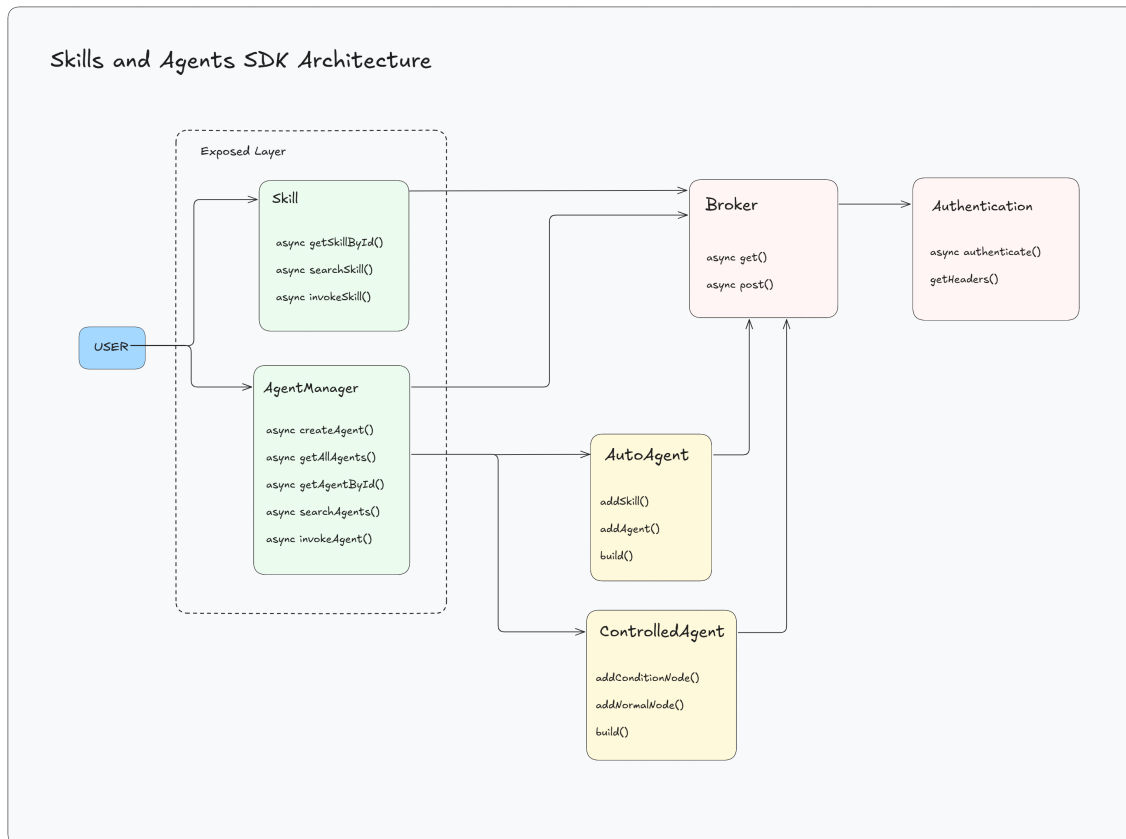 Skills and Agents SDK Architecture
Exposed Layer
Skill
async getSkillById()
async searchSkill()
async invokeSkill()
Broker
async get()
async post()
Authentication
async authenticate()
getHeaders()
USER
AgentManager
async createAgent()
async getAllAgents()
async getAgentById()
async searchAgents()
async invokeAgent()
AutoAgent
addSkill()
addAgent()
build()
ControlledAgent
addConditionNode()
addNormalNode()
build()